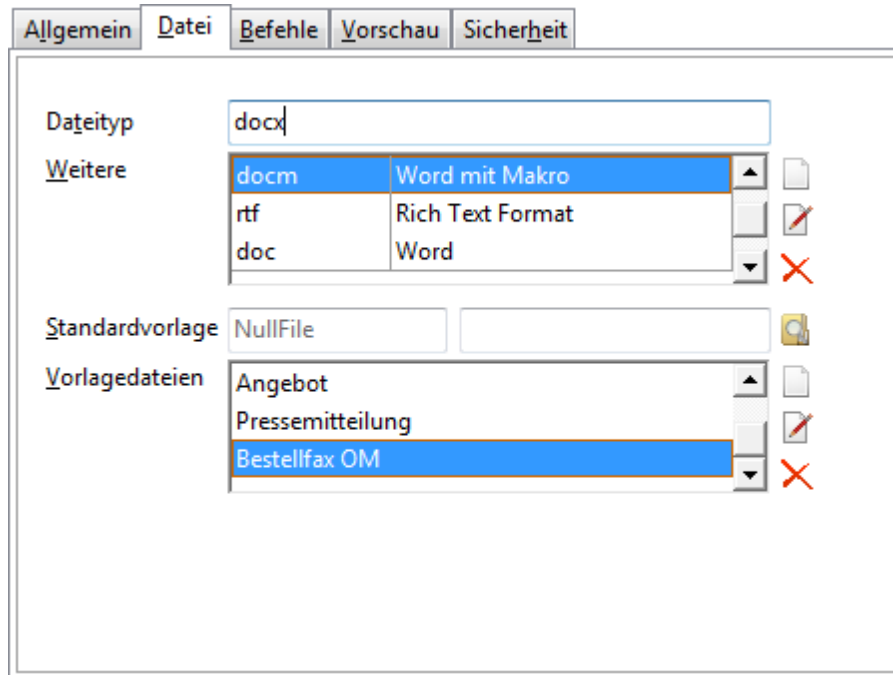 Allgemein Datei Befehle Vorschau Sicherheit
Dateityp docx
Weitere docm Word mit Makro
rtf Rich Text Format
doc Word
Standardvorlage NullFile
Vorlagedateien Angebot
Pressemitteilung
Bestellfax OM